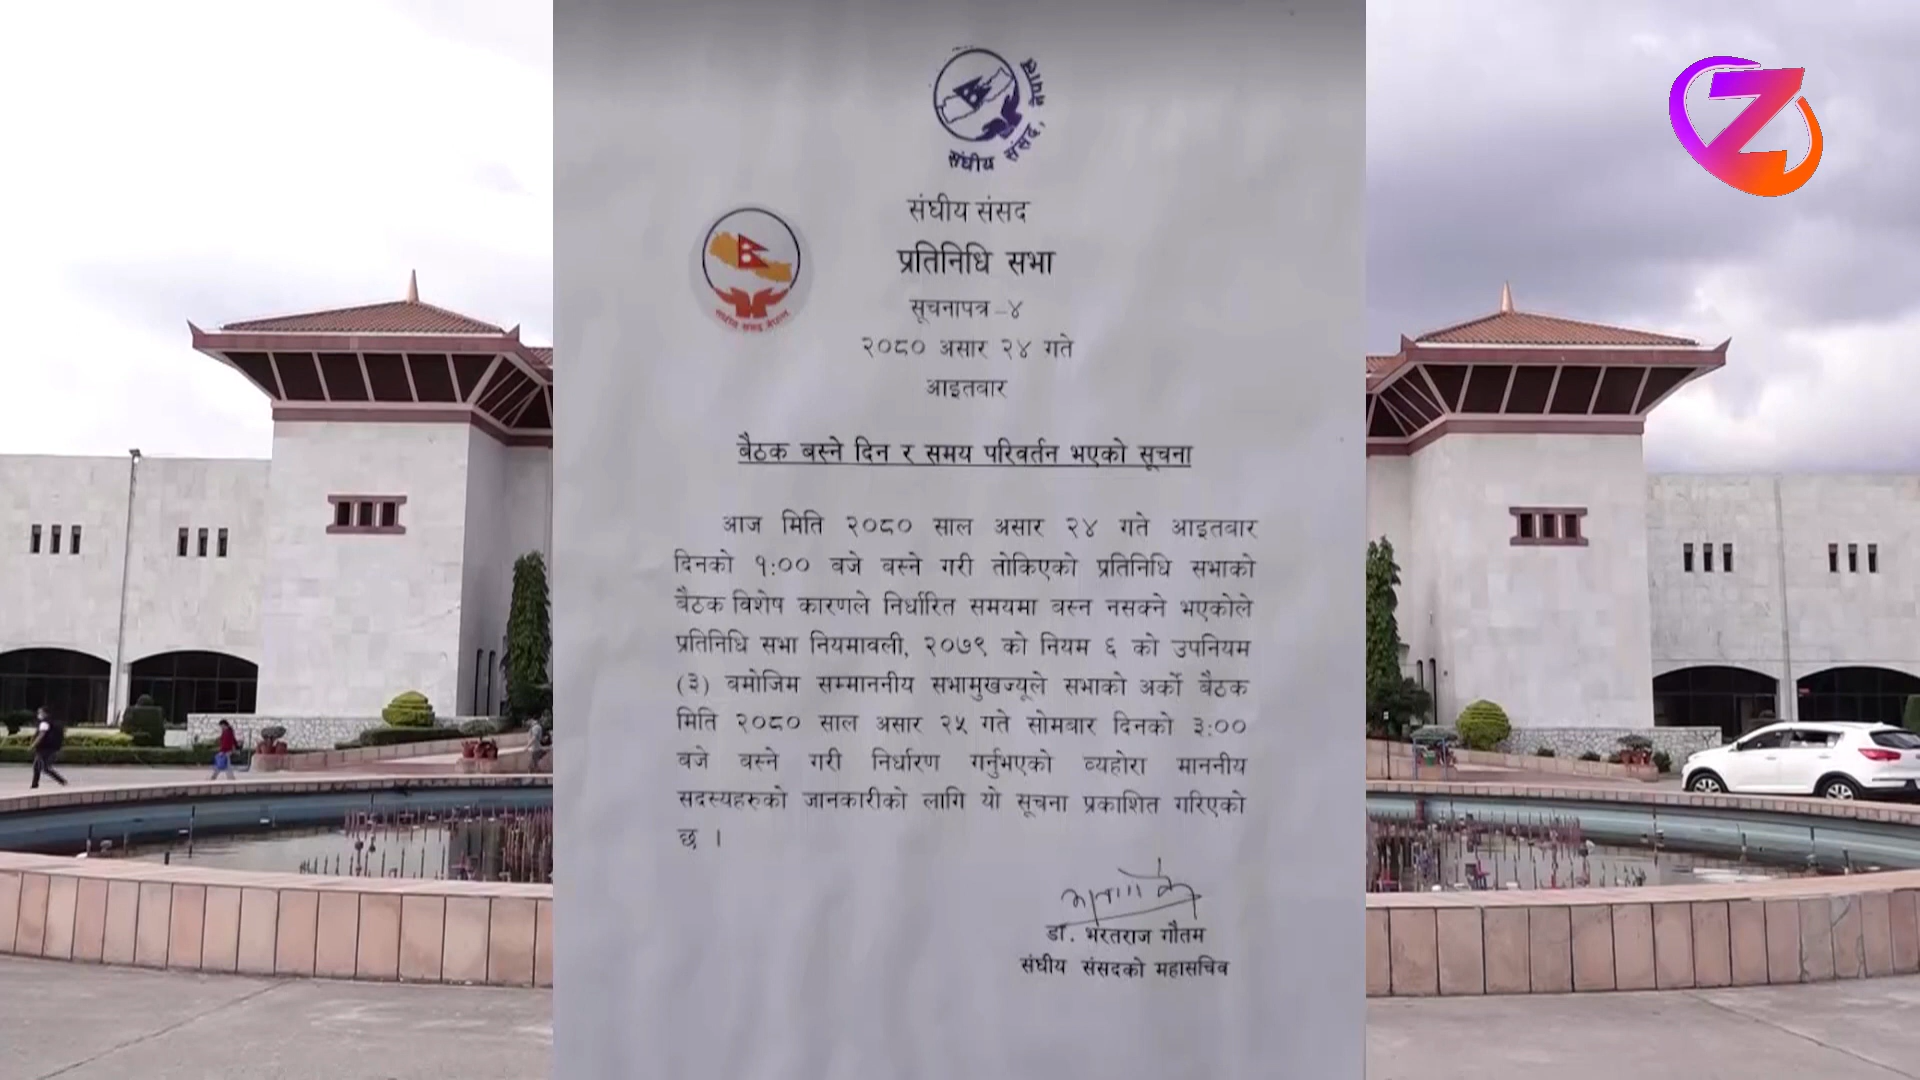 संघीय संसद, नेपाल
संघीय संसद
प्रतिनिधि सभा
संघीय संसद नेपाल
सूचनापत्र -४
२०८० असार २४ गते
आइतबार
बैठक बस्ने दिन र समय परिवर्तन भएको सूचना
आज मिति २०८० साल असार २४ गते आइतबार
दिनको १:०० बजे बस्ने गरी तोकिएको प्रतिनिधि सभाको
बैठक विशेष कारणले निर्धारित समयमा बस्न नसक्ने भएकोले
प्रतिनिधि सभा नियमावली, २०७९ को नियम ६ को उपनियम
(३) बमोजिम सम्माननीय सभामुखज्यूले सभाको अर्को बैठक
मिति २०८० साल असार २५ गते सोमबार दिनको ३:००
बजे बस्ने गरी निर्धारण गर्नुभएको व्यहोरा माननीय
सदस्यहरुको जानकारीको लागि यो सूचना प्रकाशित गरिएको
छ ।
डा. भरतराज गौतम
संघीय संसदको महासचिव